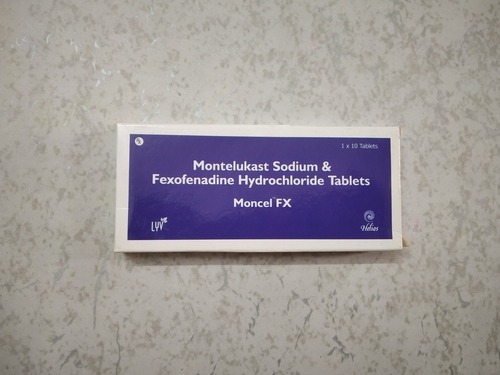 1 x 10 Tablets
Montelukast Sodium &
Fexofenadine Hydrochloride Tablets
Moncel FX